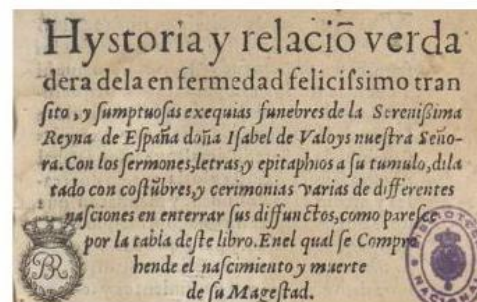 Hystoria y relaciõ verda
dera dela en fermedad felicissimo tran
sito, y sumptuosas exequias funebres de la Serenißima
Reyna de España doña Isabel de Valoys nuestra Seño-
ra. Con los sermones, letras, y epitaphios a su tumulo, dila
tado con costũbres, y cerimonias varias de differentes
nasciones en enterrar sus diffunctos, como paresce
por la tabla deste libro. Enel qual se Compre
hende el nascimiento y muerte
de su Magestad.
BR
BIBLIOTECA
NACIONAL